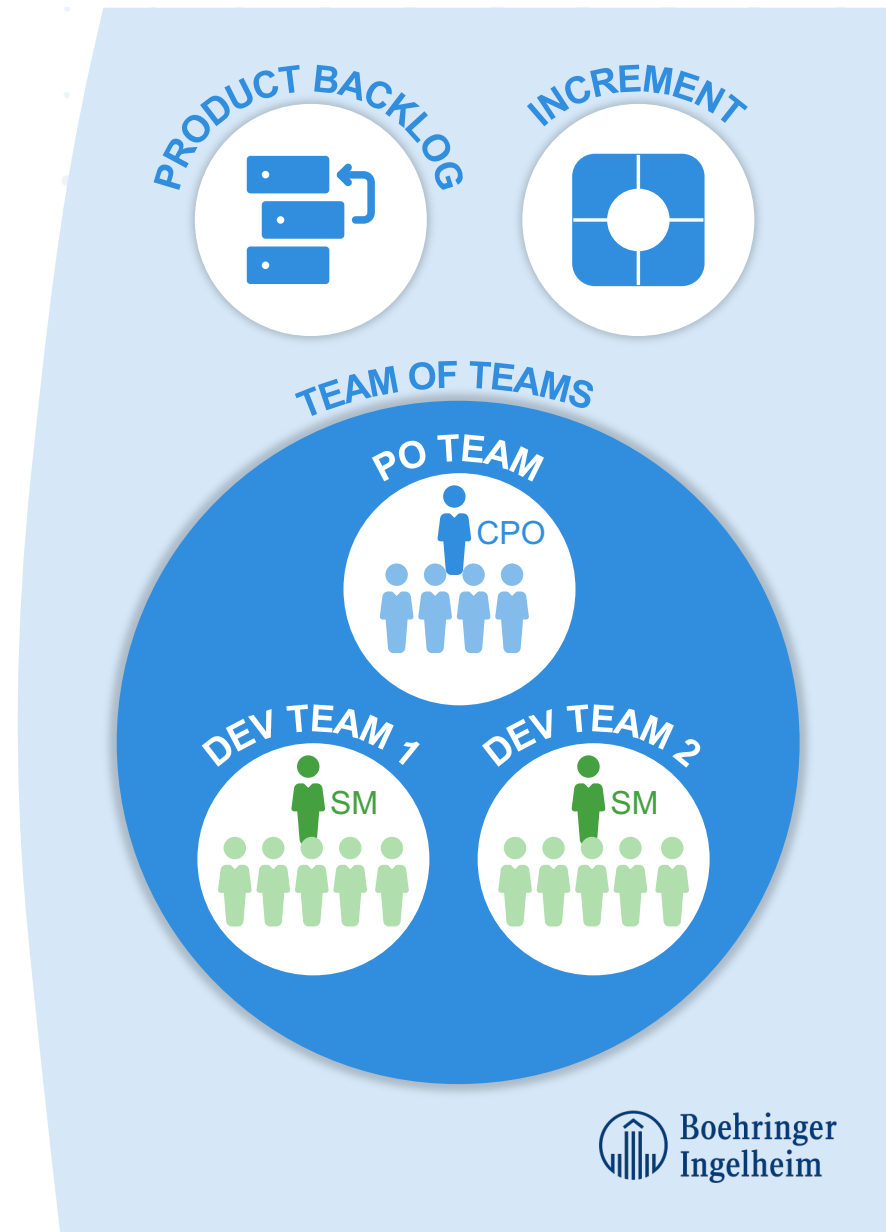 PRODUCT BACKLOG
INCREMENT
TEAM OF TEAMS
PO TEAM
CPO
DEV TEAM 1
DEV TEAM 2
SM
SM
Boehringer
Ingelheim